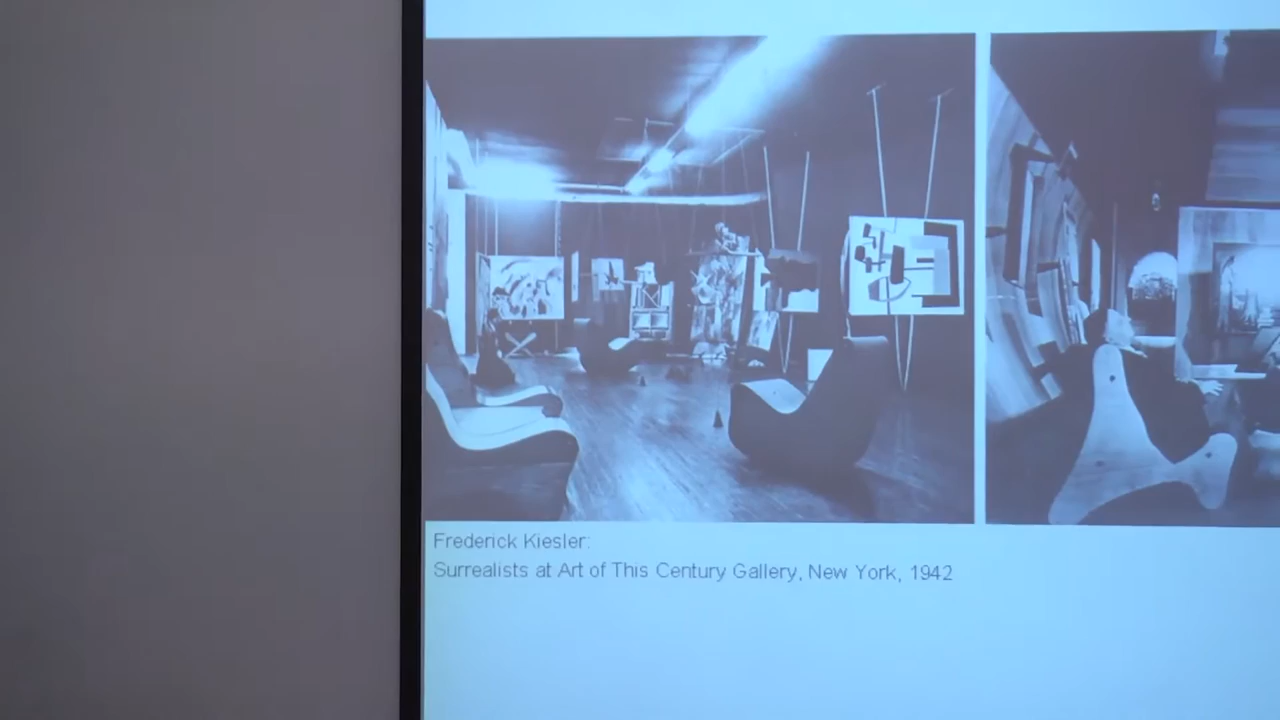 Frederick Kiesler:
Surrealists at Art of This Century Gallery, New York, 1942